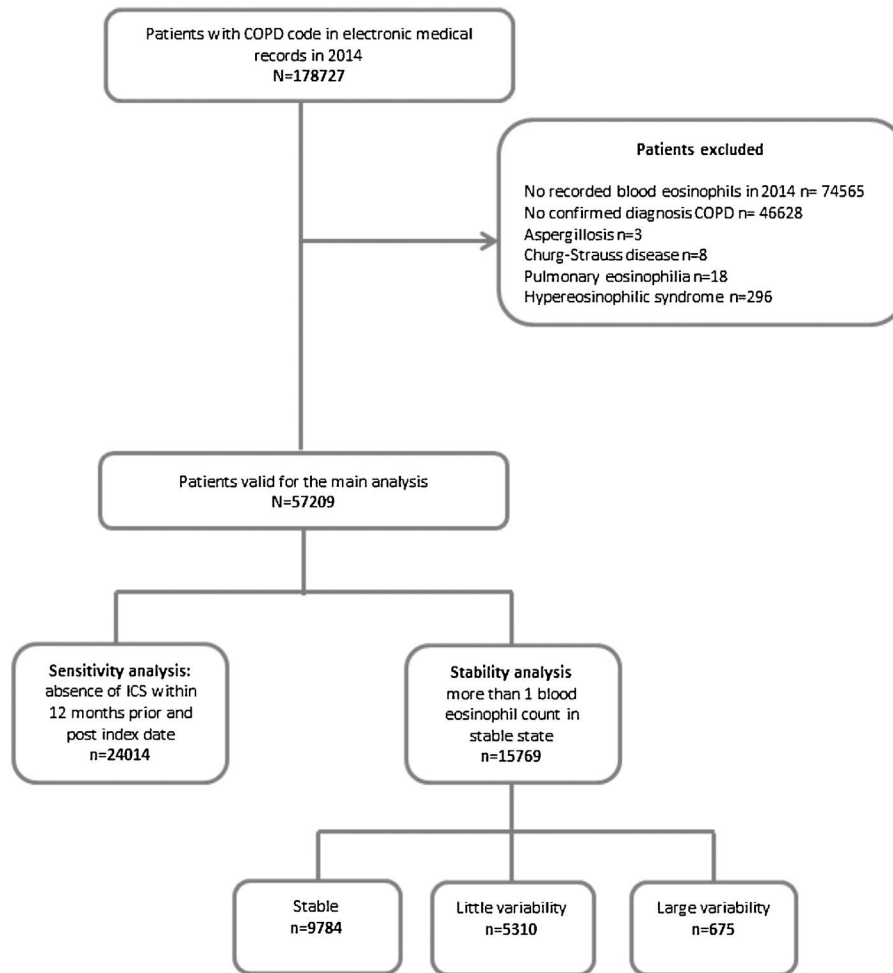 Patients with COPD code in electronic medical
records in 2014
N=178727
Patients excluded
No recorded blood eosinophils in 2014 n= 74565
No confirmed diagnosis COPD n= 46628
Aspergillosis n=3
Churg-Strauss disease n=8
Pulmonary eosinophilia n=18
Hypereosinophilic syndrome n=296
Patients valid for the main analysis
N=57209
Sensitivity analysis:
absence of ICS within
12 months prior and
post index date
n=24014
Stability analysis
more than 1 blood
eosinophil count in
stable state
n=15769
Stable
n=9784
Little variability
n=5310
Large variability
n=675